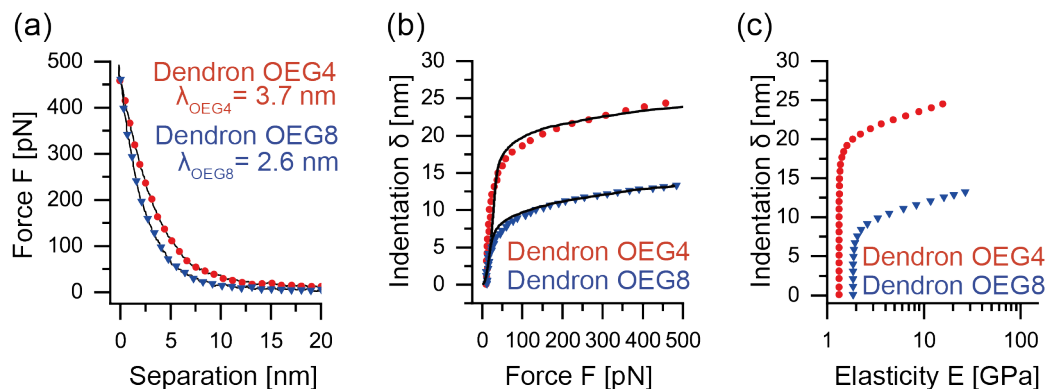 (a)
500
400
300
200
100
0
Force F [pN]
Dendron OEG4
λOEG4= 3.7 nm
Dendron OEG8
λOEG8= 2.6 nm
0 5 10 15 20
Separation [nm]
(b)
30
25
20
15
10
5
0
Indentation δ [nm]
Dendron OEG4
Dendron OEG8
0 100 200 300 400 500
Force F [pN]
(c)
30
25
20
15
10
5
0
Indentation δ [nm]
Dendron OEG4
Dendron OEG8
1 10 100
Elasticity E [GPa]